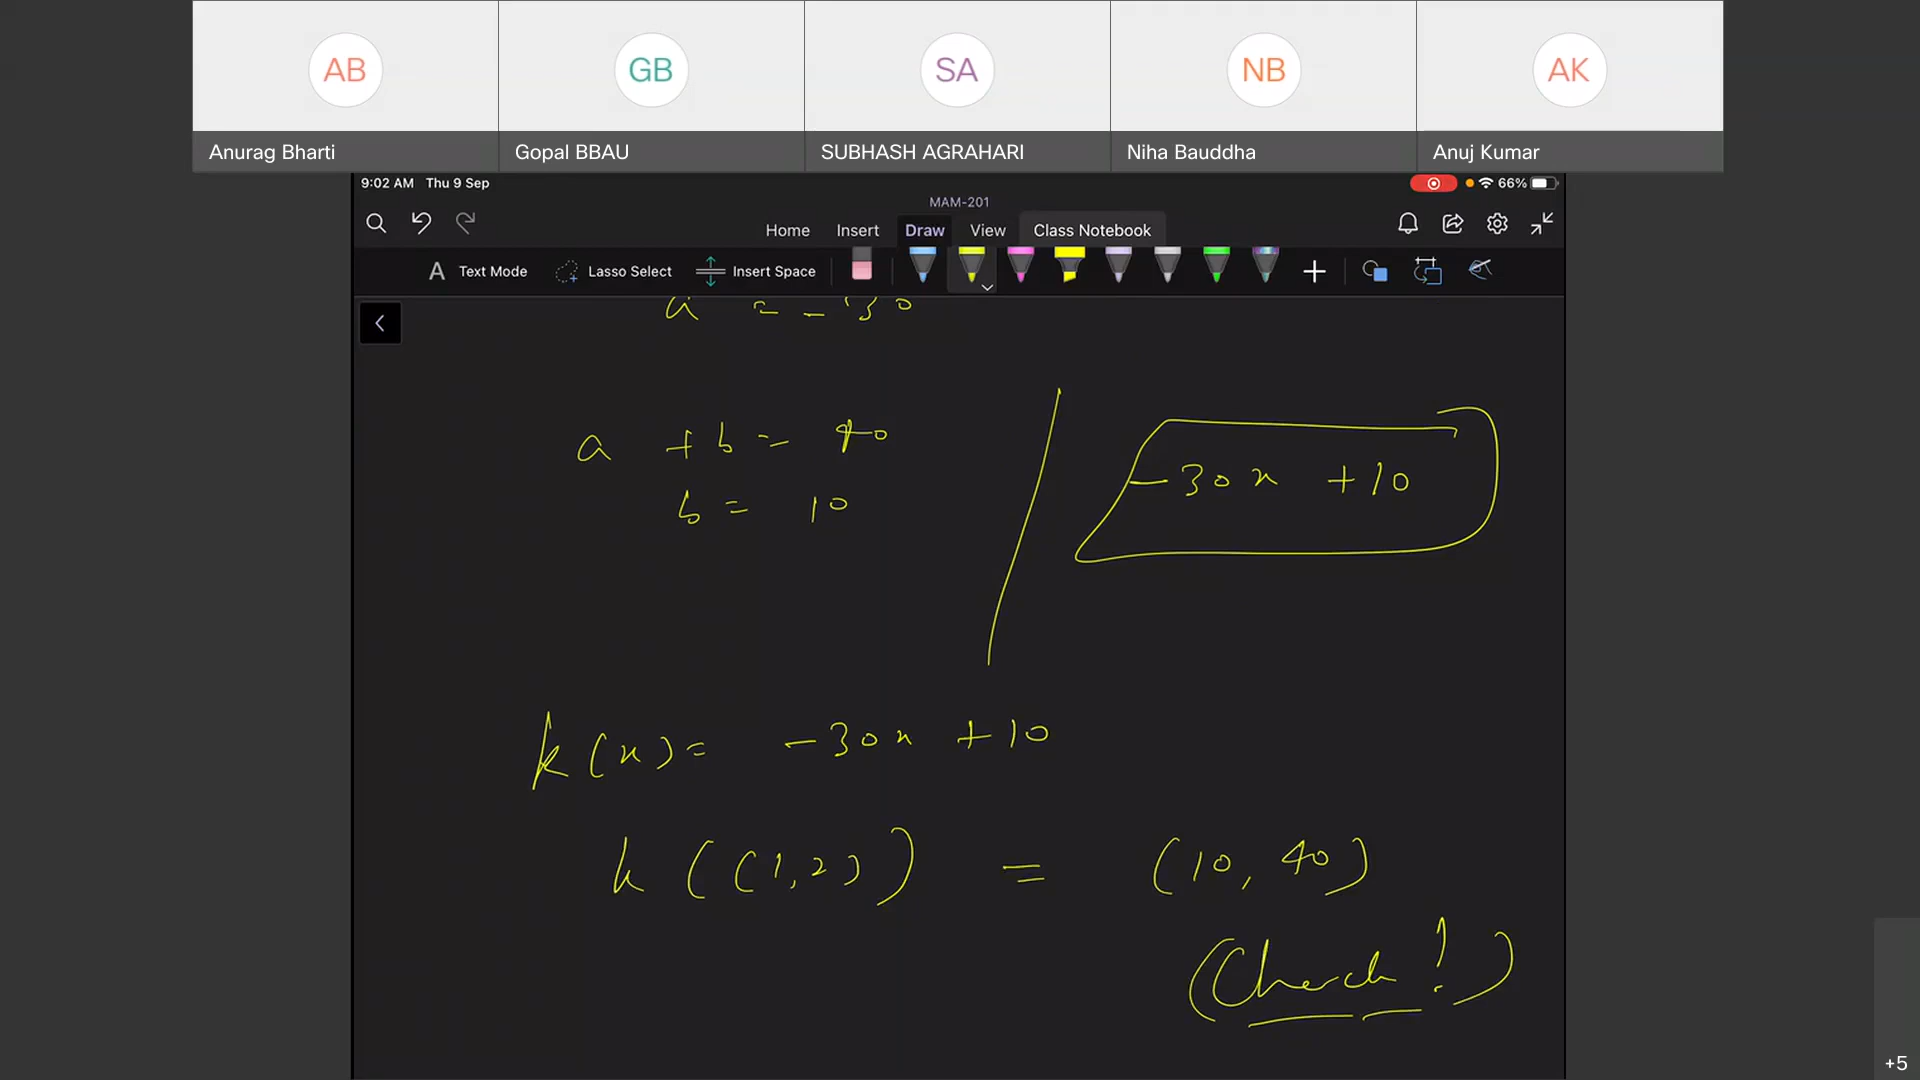 AB GB SA NB AK
Anurag Bharti Gopal BBAU SUBHASH AGRAHARI Niha Bauddha Anuj Kumar
9:02 AM Thu 9 Sep 66%
MAM-201
Home Insert Draw View Class Notebook
Text Mode Lasso Select Insert Space
a = -30
a + b = 40
b = 10
-30x + 10
k(x) = -30x + 10
k((1,2)) = (10, 40)
(Check!)
+5